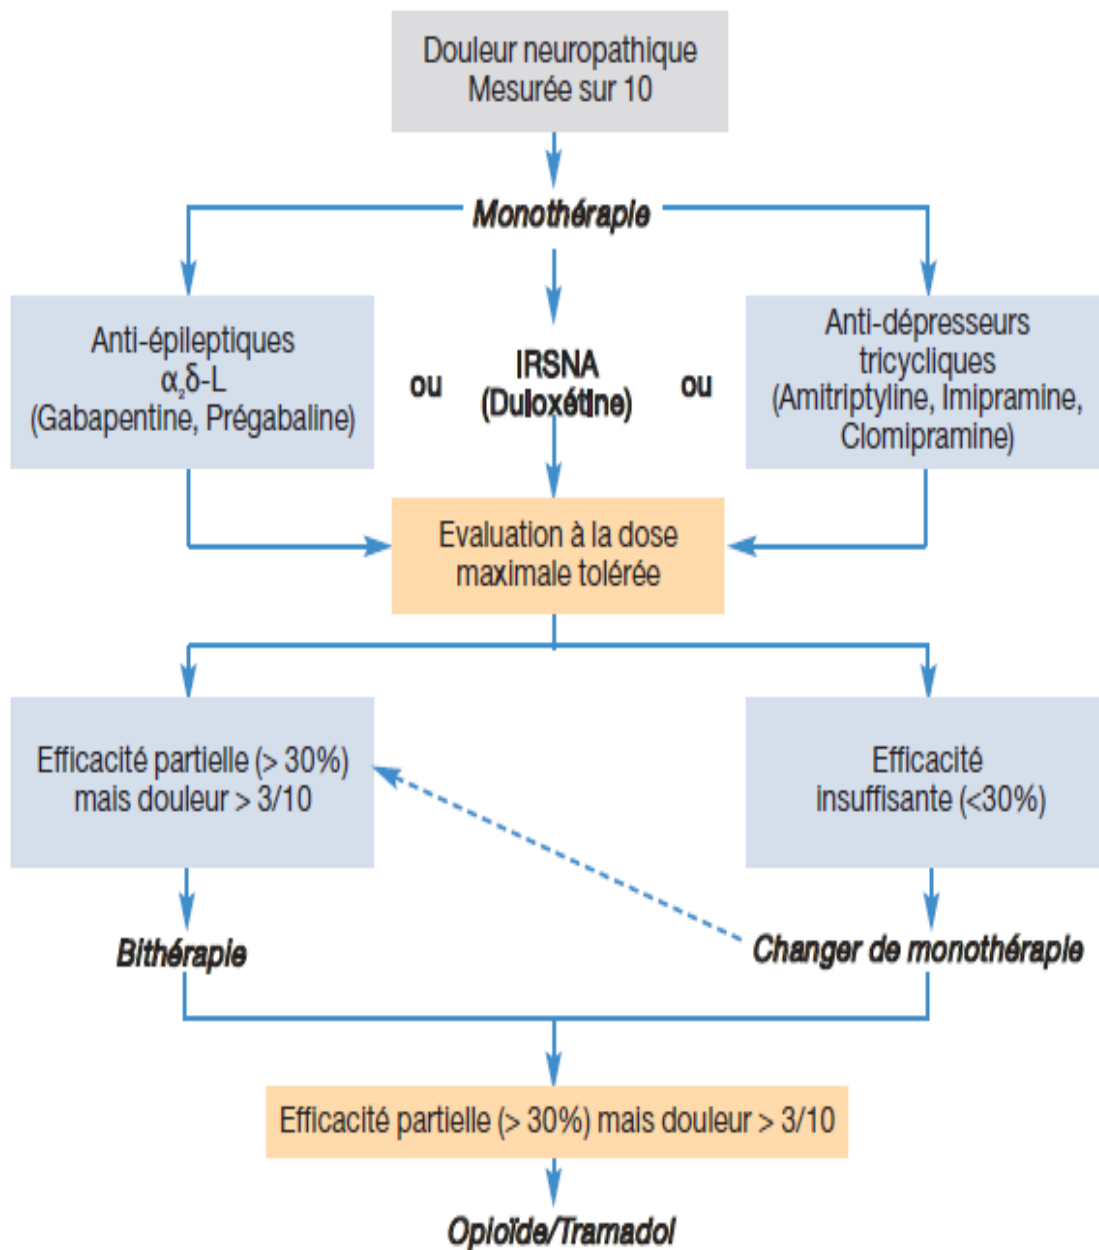 Douleur neuropathique
Mesurée sur 10
Monothérapie
Anti-épileptiques
α₂δ-L
(Gabapentine, Prégabaline)
ou
IRSNA
(Duloxétine)
ou
Anti-dépresseurs
tricycliques
(Amitriptyline, Imipramine,
Clomipramine)
Evaluation à la dose
maximale tolérée
Efficacité partielle (> 30%)
mais douleur > 3/10
Efficacité
insuffisante (<30%)
Bithérapie
Changer de monothérapie
Efficacité partielle (> 30%) mais douleur > 3/10
Opioïde/Tramadol